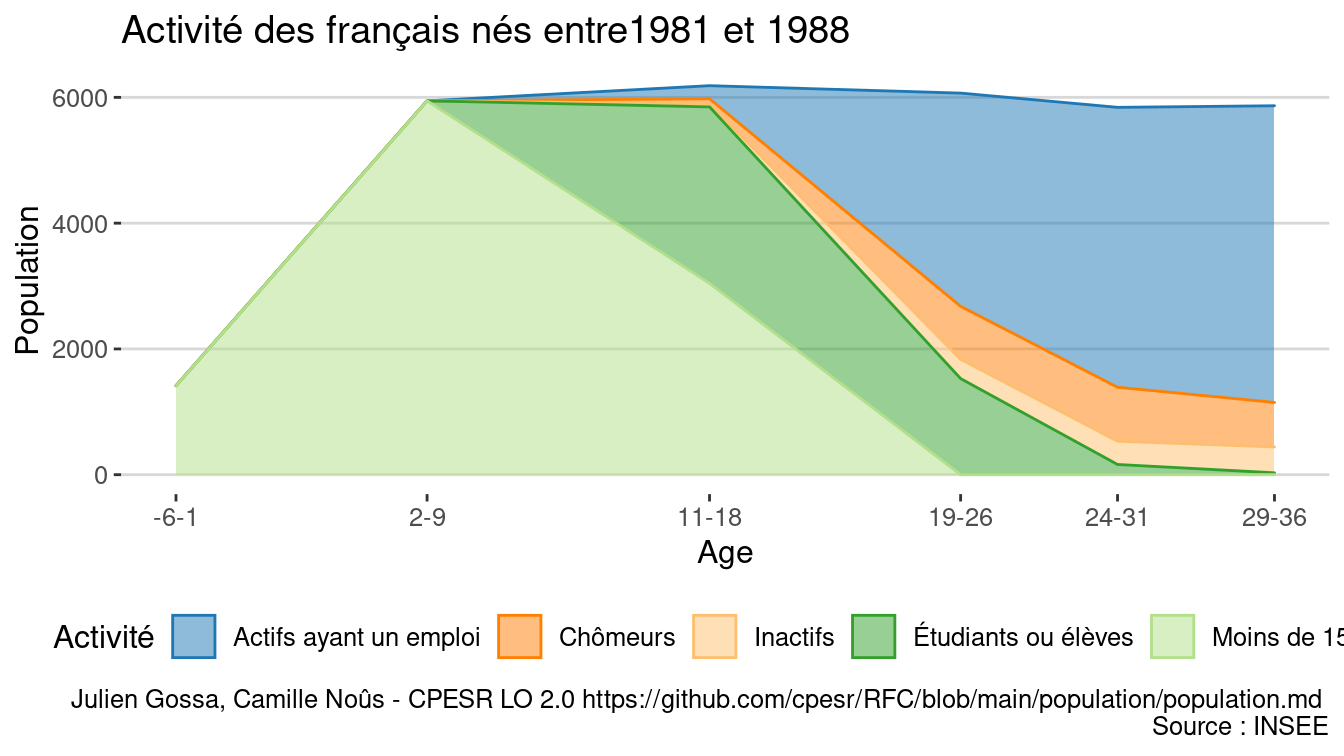 Activité des français nés entre1981 et 1988
Population
6000
4000
2000
0
-6-1 2-9 11-18 19-26 24-31 29-36
Age
Activité Actifs ayant un emploi Chômeurs Inactifs Étudiants ou élèves Moins de 15
Julien Gossa, Camille Noûs - CPESR LO 2.0 https://github.com/cpesr/RFC/blob/main/population/population.md
Source : INSEE